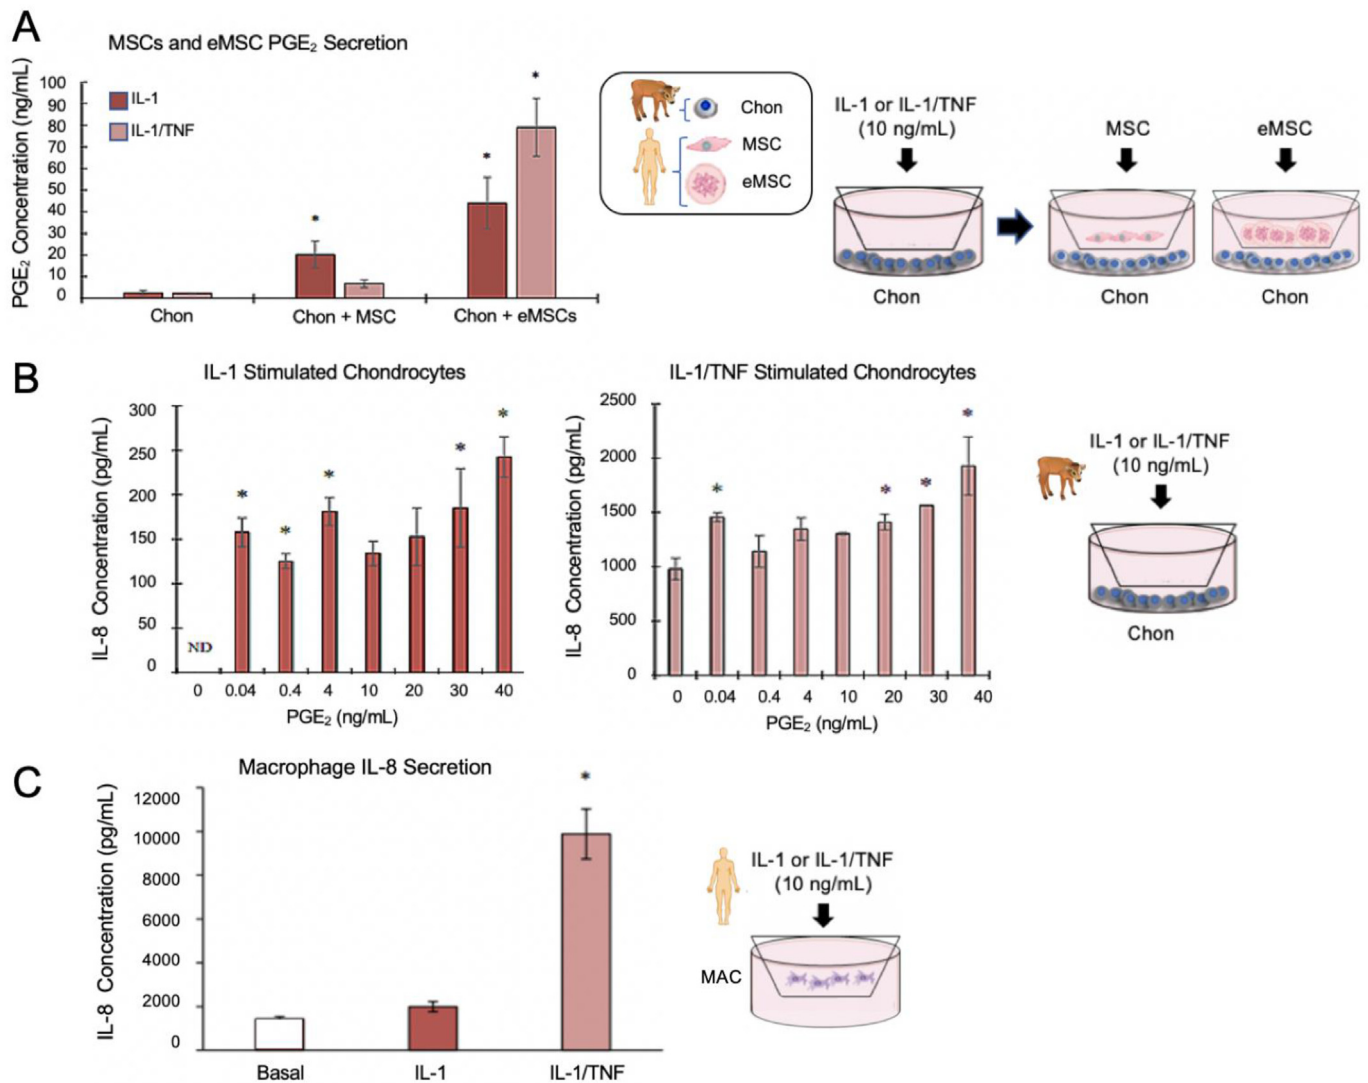 A
MSCs and eMSC PGE₂ Secretion
PGE₂ Concentration (ng/mL)
100
90
80
70
60
50
40
30
20
10
0
IL-1
IL-1/TNF
*
*
*
Chon
Chon + MSC
Chon + eMSCs
Chon
MSC
eMSC
IL-1 or IL-1/TNF
(10 ng/mL)
MSC
eMSC
Chon
Chon
Chon
B
IL-1 Stimulated Chondrocytes
IL-8 Concentration (pg/mL)
300
250
200
150
100
50
0
ND
*
*
*
*
*
0 0.04 0.4 4 10 20 30 40
PGE₂ (ng/mL)
IL-1/TNF Stimulated Chondrocytes
IL-8 Concentration (pg/mL)
2500
2000
1500
1000
500
0
*
*
*
*
0 0.04 0.4 4 10 20 30 40
PGE₂ (ng/mL)
IL-1 or IL-1/TNF
(10 ng/mL)
Chon
C
Macrophage IL-8 Secretion
IL-8 Concentration (pg/mL)
12000
10000
8000
6000
4000
2000
0
*
Basal
IL-1
IL-1/TNF
IL-1 or IL-1/TNF
(10 ng/mL)
MAC